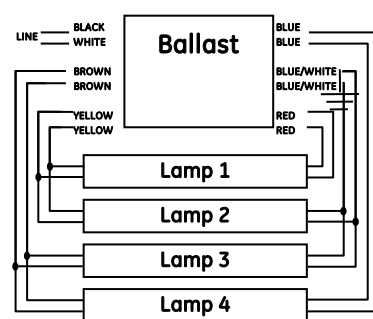 BLACK
LINE
WHITE
Ballast
BLUE
BLUE
BROWN
BROWN
BLUE/WHITE
BLUE/WHITE
YELLOW
YELLOW
RED
RED
Lamp 1
Lamp 2
Lamp 3
Lamp 4